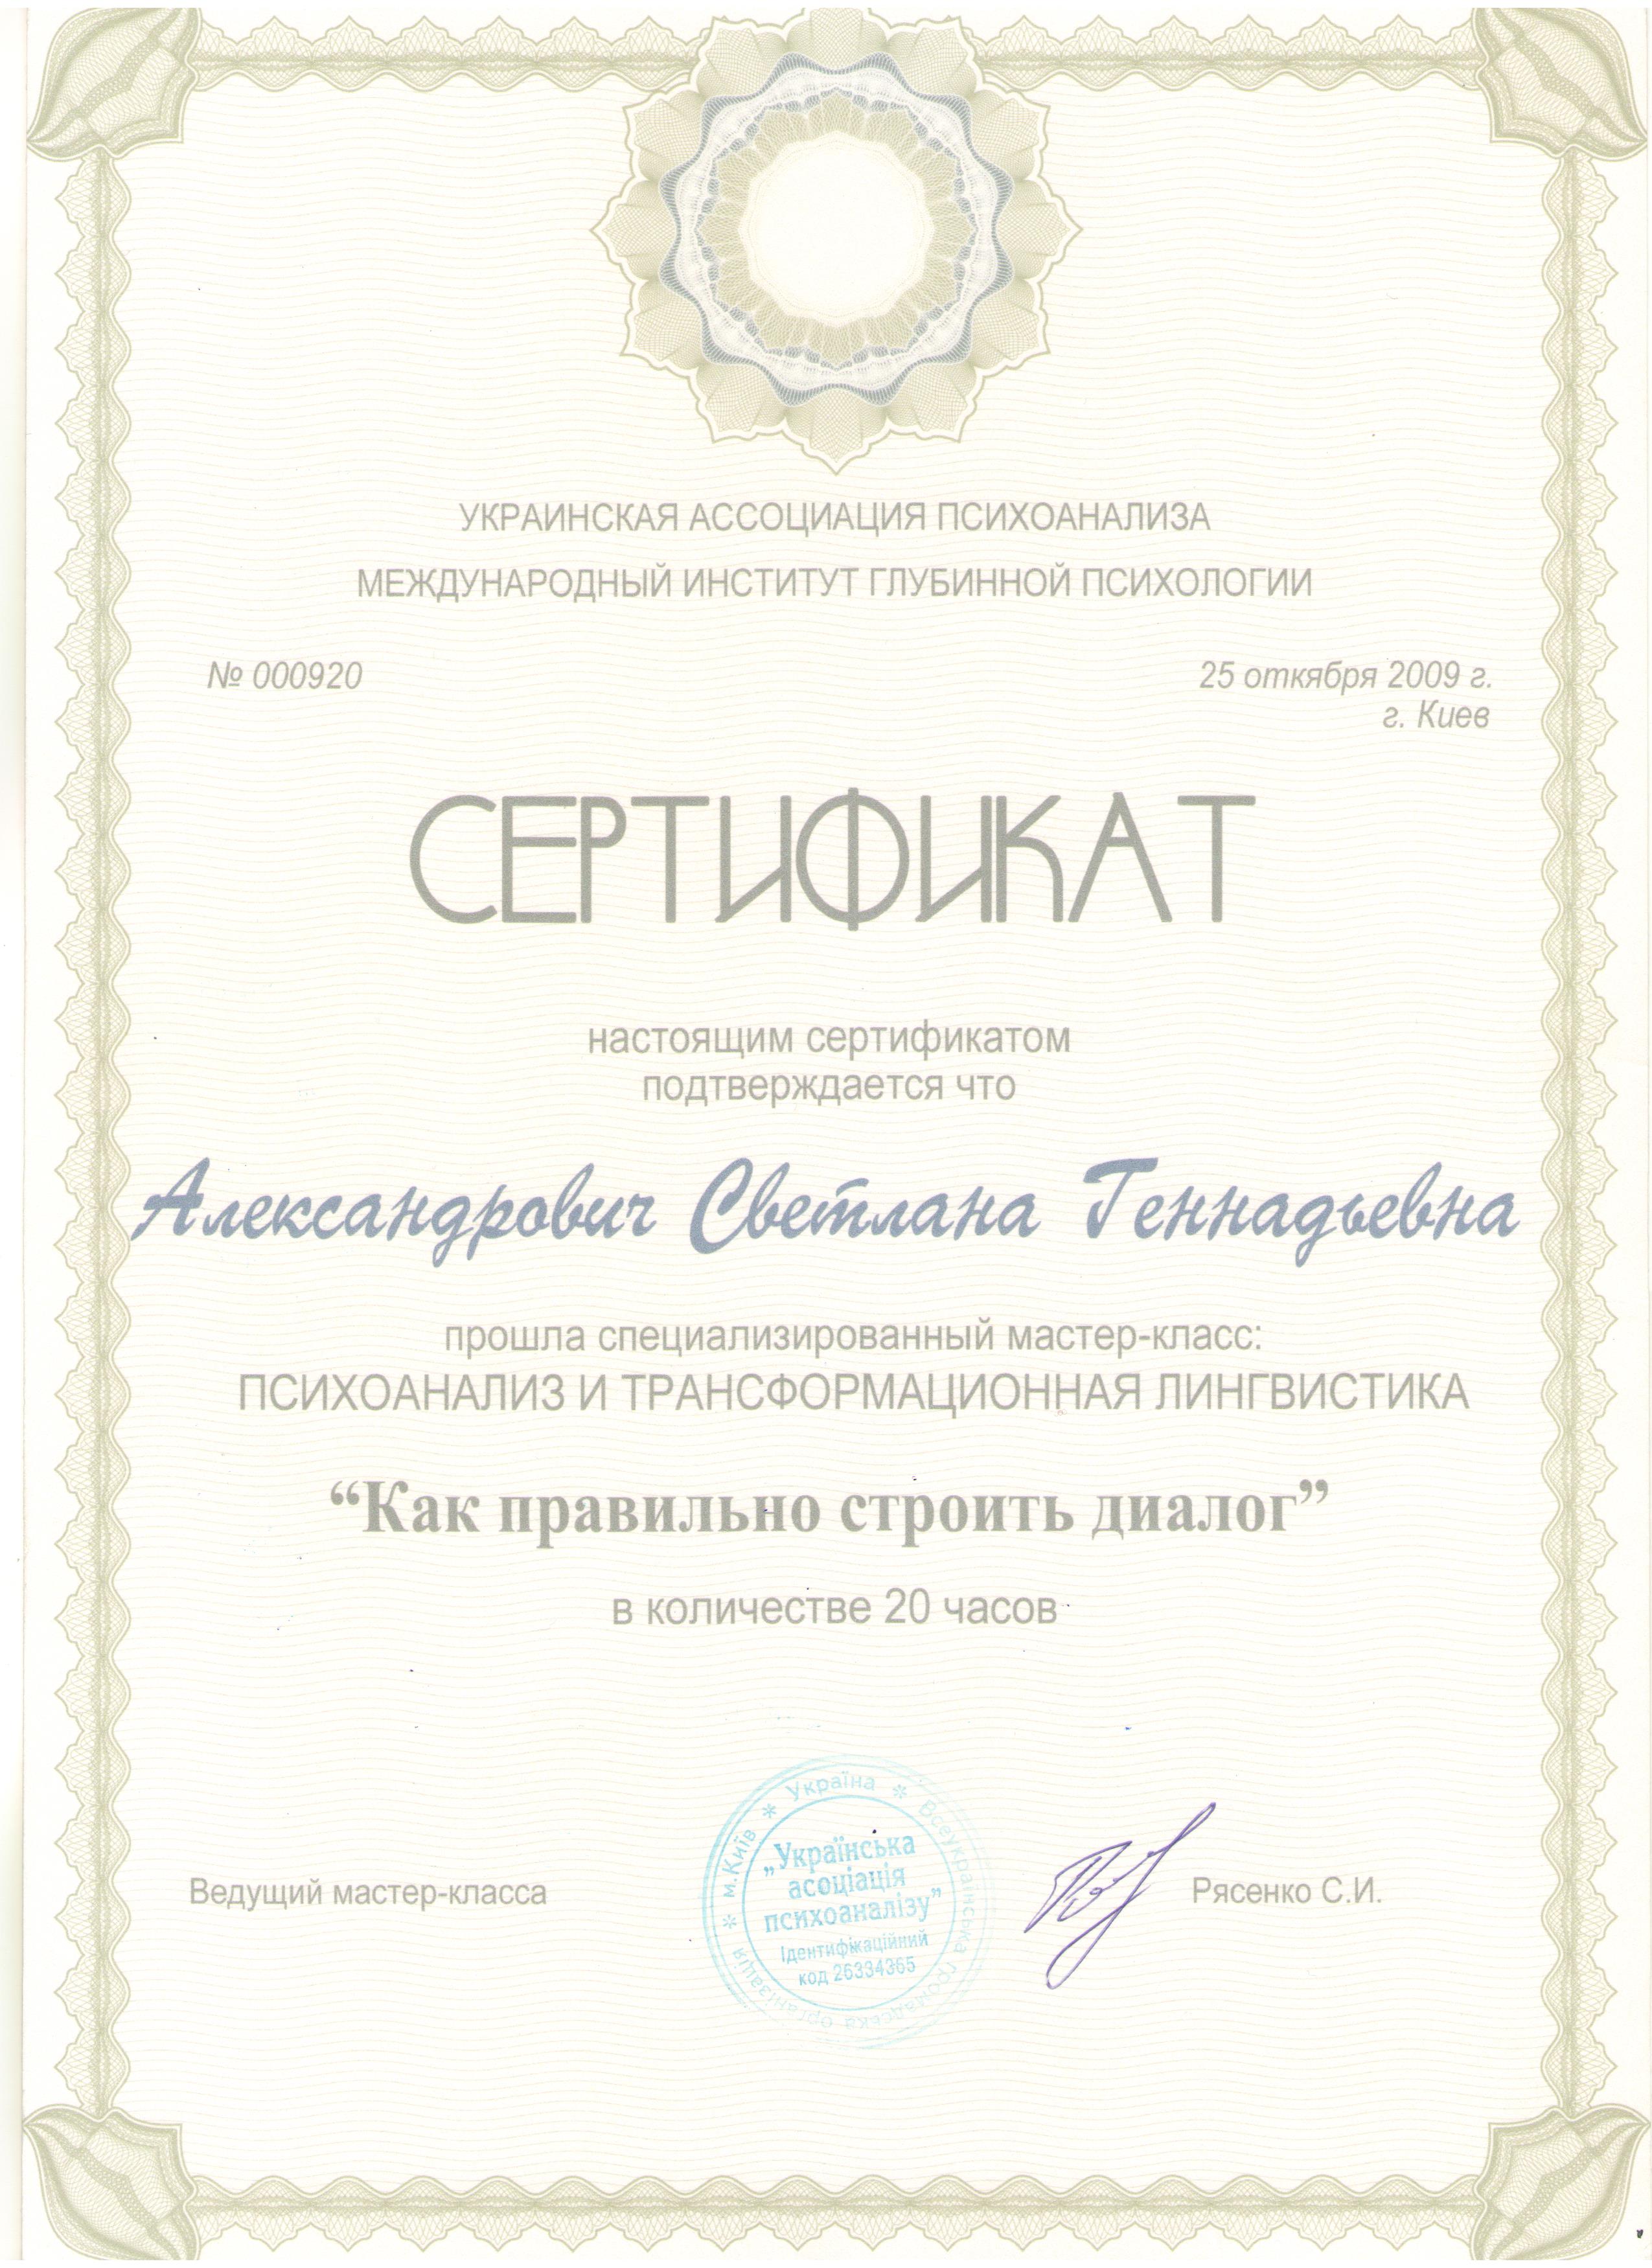 УКРАИНСКАЯ АССОЦИАЦИЯ ПСИХОАНАЛИЗА
МЕЖДУНАРОДНЫЙ ИНСТИТУТ ГЛУБИННОЙ ПСИХОЛОГИИ
№ 000920
25 откября 2009 г.
г. Киев
СЕРТИФИКАТ
настоящим сертификатом
подтверждается что
Александрович Светлана Геннадьевна
прошла специализированный мастер-класс:
ПСИХОАНАЛИЗ И ТРАНСФОРМАЦИОННАЯ ЛИНГВИСТИКА
“Как правильно строить диалог”
в количестве 20 часов
Ведущий мастер-класса
м.Київ * Україна * Всеукраїнська громадська організація *
„Українська
асоціація
психоаналізу”
Ідентифікаційний
код 26334365
Рясенко С.И.